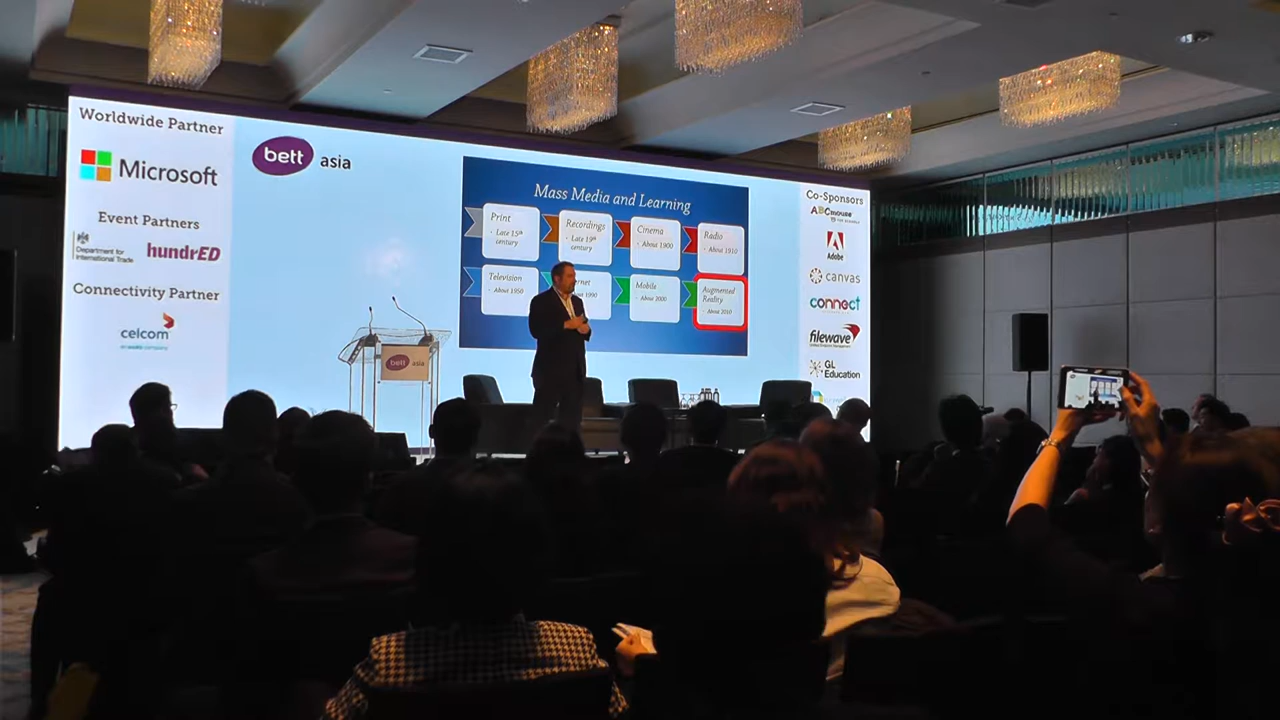 Worldwide Partner
Microsoft
Event Partners
Department for
International Trade
hundrED
Connectivity Partner
celcom
bett asia
Mass Media and Learning
Print
- Late 15th
century
Recordings
- Late 19th
century
Cinema
- About 1900
Radio
- About 1910
Television
- About 1950
1990
Mobile
- About 2000
Augmented
Reality
- About 2010
bett asia
Co-Sponsors
ABCmouse
Adobe
canvas
connect
filewave
GL
Education